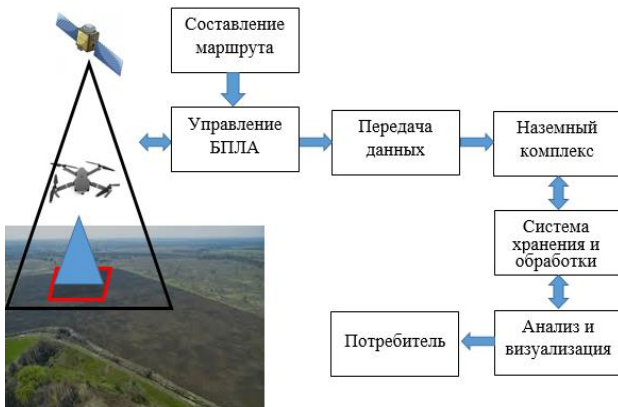 Составление
маршрута
Управление
БПЛА
Передача
данных
Наземный
комплекс
Система
хранения и
обработки
Анализ и
визуализация
Потребитель